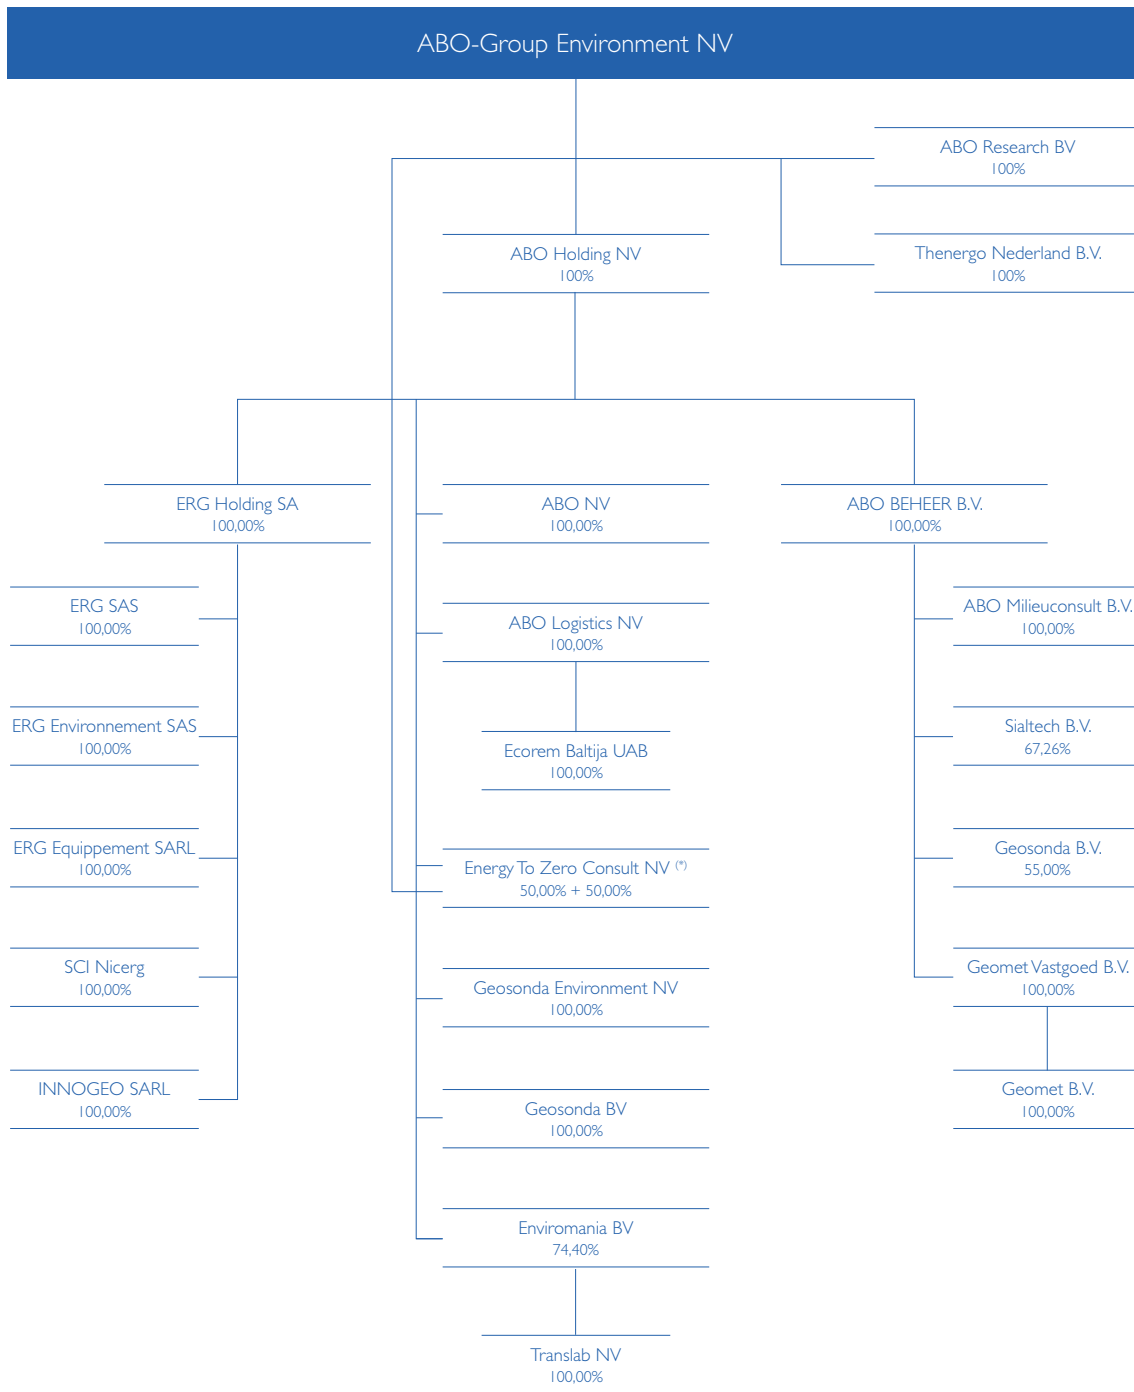 ABO-Group Environment NV
ABO Research BV
100%
ABO Holding NV
100%
Thenergo Nederland B.V.
100%
ERG Holding SA
100,00%
ABO NV
100,00%
ABO BEHEER B.V.
100,00%
ERG SAS
100,00%
ABO Logistics NV
100,00%
ABO Milieuconsult B.V.
100,00%
ERG Environnement SAS
100,00%
Ecorem Baltija UAB
100,00%
Sialtech B.V.
67,26%
ERG Equippement SARL
100,00%
Energy To Zero Consult NV (*)
50,00% + 50,00%
Geosonda B.V.
55,00%
SCI Nicerg
100,00%
Geosonda Environment NV
100,00%
Geomet Vastgoed B.V.
100,00%
INNOGEO SARL
100,00%
Geosonda BV
100,00%
Geomet B.V.
100,00%
Enviromania BV
74,40%
Translab NV
100,00%